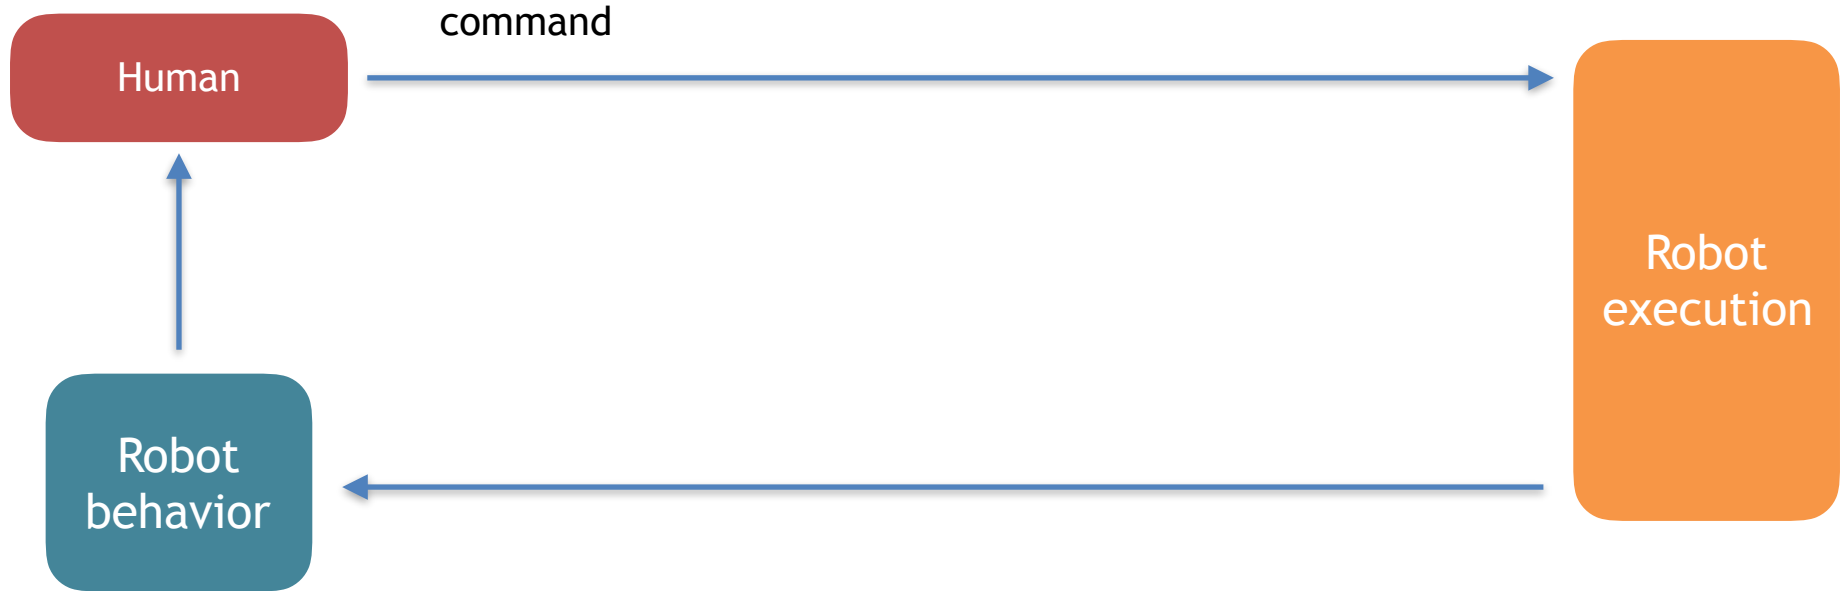 command
Human
Robot
execution
Robot
behavior